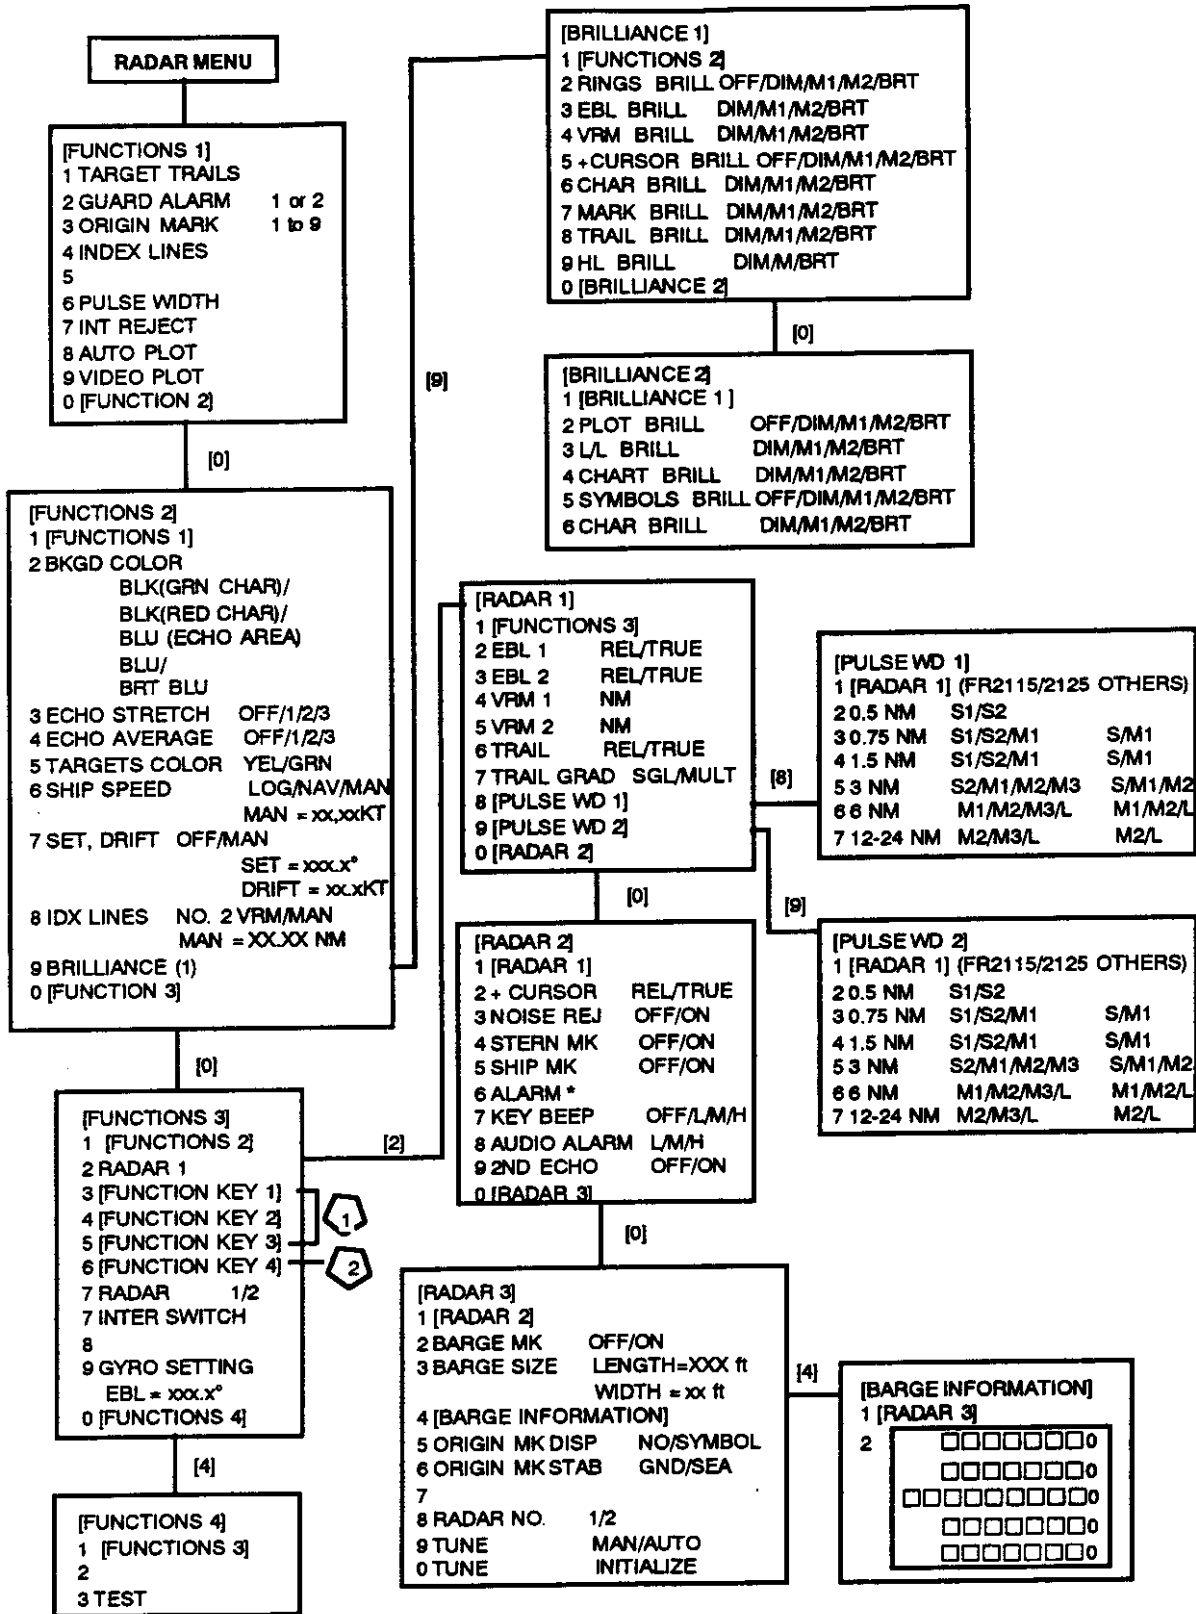 RADAR MENU
[FUNCTIONS 1]
1 TARGET TRAILS
2 GUARD ALARM 1 or 2
3 ORIGIN MARK 1 to 9
4 INDEX LINES
5
6 PULSE WIDTH
7 INT REJECT
8 AUTO PLOT
9 VIDEO PLOT
0 [FUNCTION 2]
[0]
[FUNCTIONS 2]
1 [FUNCTIONS 1]
2 BKGD COLOR
BLK(GRN CHAR)/
BLK(RED CHAR)/
BLU (ECHO AREA)
BLU/
BRT BLU
3 ECHO STRETCH OFF/1/2/3
4 ECHO AVERAGE OFF/1/2/3
5 TARGETS COLOR YEL/GRN
6 SHIP SPEED LOG/NAV/MAN
MAN = xx,xxKT
7 SET, DRIFT OFF/MAN
SET = xxx.x°
DRIFT = xx.xKT
8 IDX LINES NO. 2 VRM/MAN
MAN = XX.XX NM
9 BRILLIANCE (1)
0 [FUNCTION 3]
[0]
[FUNCTIONS 3]
1 [FUNCTIONS 2]
2 RADAR 1
3 [FUNCTION KEY 1]
4 [FUNCTION KEY 2]
5 [FUNCTION KEY 3]
6 [FUNCTION KEY 4]
7 RADAR 1/2
7 INTER SWITCH
8
9 GYRO SETTING
EBL = xxx.x°
0 [FUNCTIONS 4]
1
2
[4]
[FUNCTIONS 4]
1 [FUNCTIONS 3]
2
3 TEST
[9]
[BRILLIANCE 1]
1 [FUNCTIONS 2]
2 RINGS BRILL OFF/DIM/M1/M2/BRT
3 EBL BRILL DIM/M1/M2/BRT
4 VRM BRILL DIM/M1/M2/BRT
5 +CURSOR BRILL OFF/DIM/M1/M2/BRT
6 CHAR BRILL DIM/M1/M2/BRT
7 MARK BRILL DIM/M1/M2/BRT
8 TRAIL BRILL DIM/M1/M2/BRT
9 HL BRILL DIM/M/BRT
0 [BRILLIANCE 2]
[0]
[BRILLIANCE 2]
1 [BRILLIANCE 1 ]
2 PLOT BRILL OFF/DIM/M1/M2/BRT
3 L/L BRILL DIM/M1/M2/BRT
4 CHART BRILL DIM/M1/M2/BRT
5 SYMBOLS BRILL OFF/DIM/M1/M2/BRT
6 CHAR BRILL DIM/M1/M2/BRT
[2]
[RADAR 1]
1 [FUNCTIONS 3]
2 EBL 1 REL/TRUE
3 EBL 2 REL/TRUE
4 VRM 1 NM
5 VRM 2 NM
6 TRAIL REL/TRUE
7 TRAIL GRAD SGL/MULT
8 [PULSE WD 1]
9 [PULSE WD 2]
0 [RADAR 2]
[8]
[PULSE WD 1]
1 [RADAR 1] (FR2115/2125 OTHERS)
2 0.5 NM S1/S2
3 0.75 NM S1/S2/M1 S/M1
4 1.5 NM S1/S2/M1 S/M1
5 3 NM S2/M1/M2/M3 S/M1/M2
6 6 NM M1/M2/M3/L M1/M2/L
7 12-24 NM M2/M3/L M2/L
[9]
[PULSE WD 2]
1 [RADAR 1] (FR2115/2125 OTHERS)
2 0.5 NM S1/S2
3 0.75 NM S1/S2/M1 S/M1
4 1.5 NM S1/S2/M1 S/M1
5 3 NM S2/M1/M2/M3 S/M1/M2
6 6 NM M1/M2/M3/L M1/M2/L
7 12-24 NM M2/M3/L M2/L
[0]
[RADAR 2]
1 [RADAR 1]
2 + CURSOR REL/TRUE
3 NOISE REJ OFF/ON
4 STERN MK OFF/ON
5 SHIP MK OFF/ON
6 ALARM *
7 KEY BEEP OFF/L/M/H
8 AUDIO ALARM L/M/H
9 2ND ECHO OFF/ON
0 [RADAR 3]
[0]
[RADAR 3]
1 [RADAR 2]
2 BARGE MK OFF/ON
3 BARGE SIZE LENGTH=XXX ft
WIDTH = xx ft
4 [BARGE INFORMATION]
5 ORIGIN MK DISP NO/SYMBOL
6 ORIGIN MK STAB GND/SEA
7
8 RADAR NO. 1/2
9 TUNE MAN/AUTO
0 TUNE INITIALIZE
[4]
[BARGE INFORMATION]
1 [RADAR 3]
2 □□□□□□□0
□□□□□□□0
□□□□□□□□□0
□□□□□□□0
□□□□□□□0